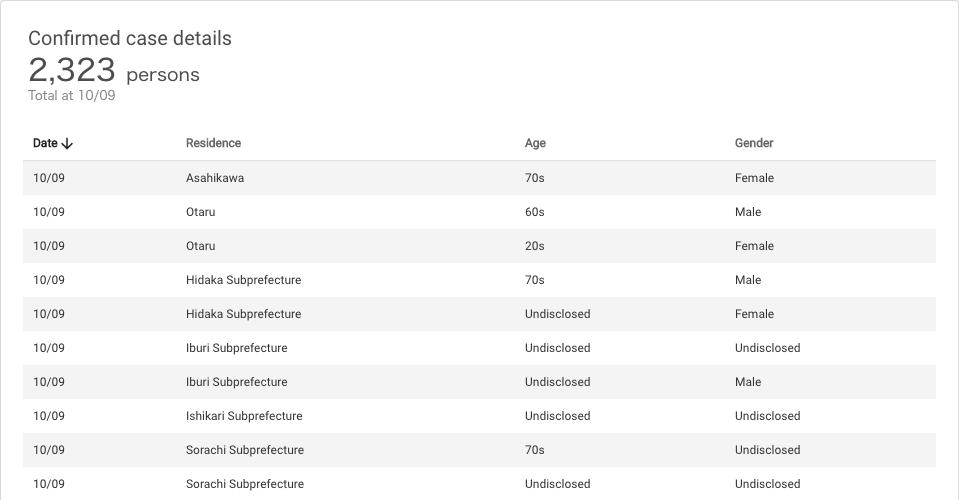 Confirmed case details
2,323 persons
Total at 10/09
Date Residence Age Gender
10/09 Asahikawa 70s Female
10/09 Otaru 60s Male
10/09 Otaru 20s Female
10/09 Hidaka Subprefecture 70s Male
10/09 Hidaka Subprefecture Undisclosed Female
10/09 Iburi Subprefecture Undisclosed Undisclosed
10/09 Iburi Subprefecture Undisclosed Male
10/09 Ishikari Subprefecture Undisclosed Undisclosed
10/09 Sorachi Subprefecture 70s Undisclosed
10/09 Sorachi Subprefecture Undisclosed Undisclosed